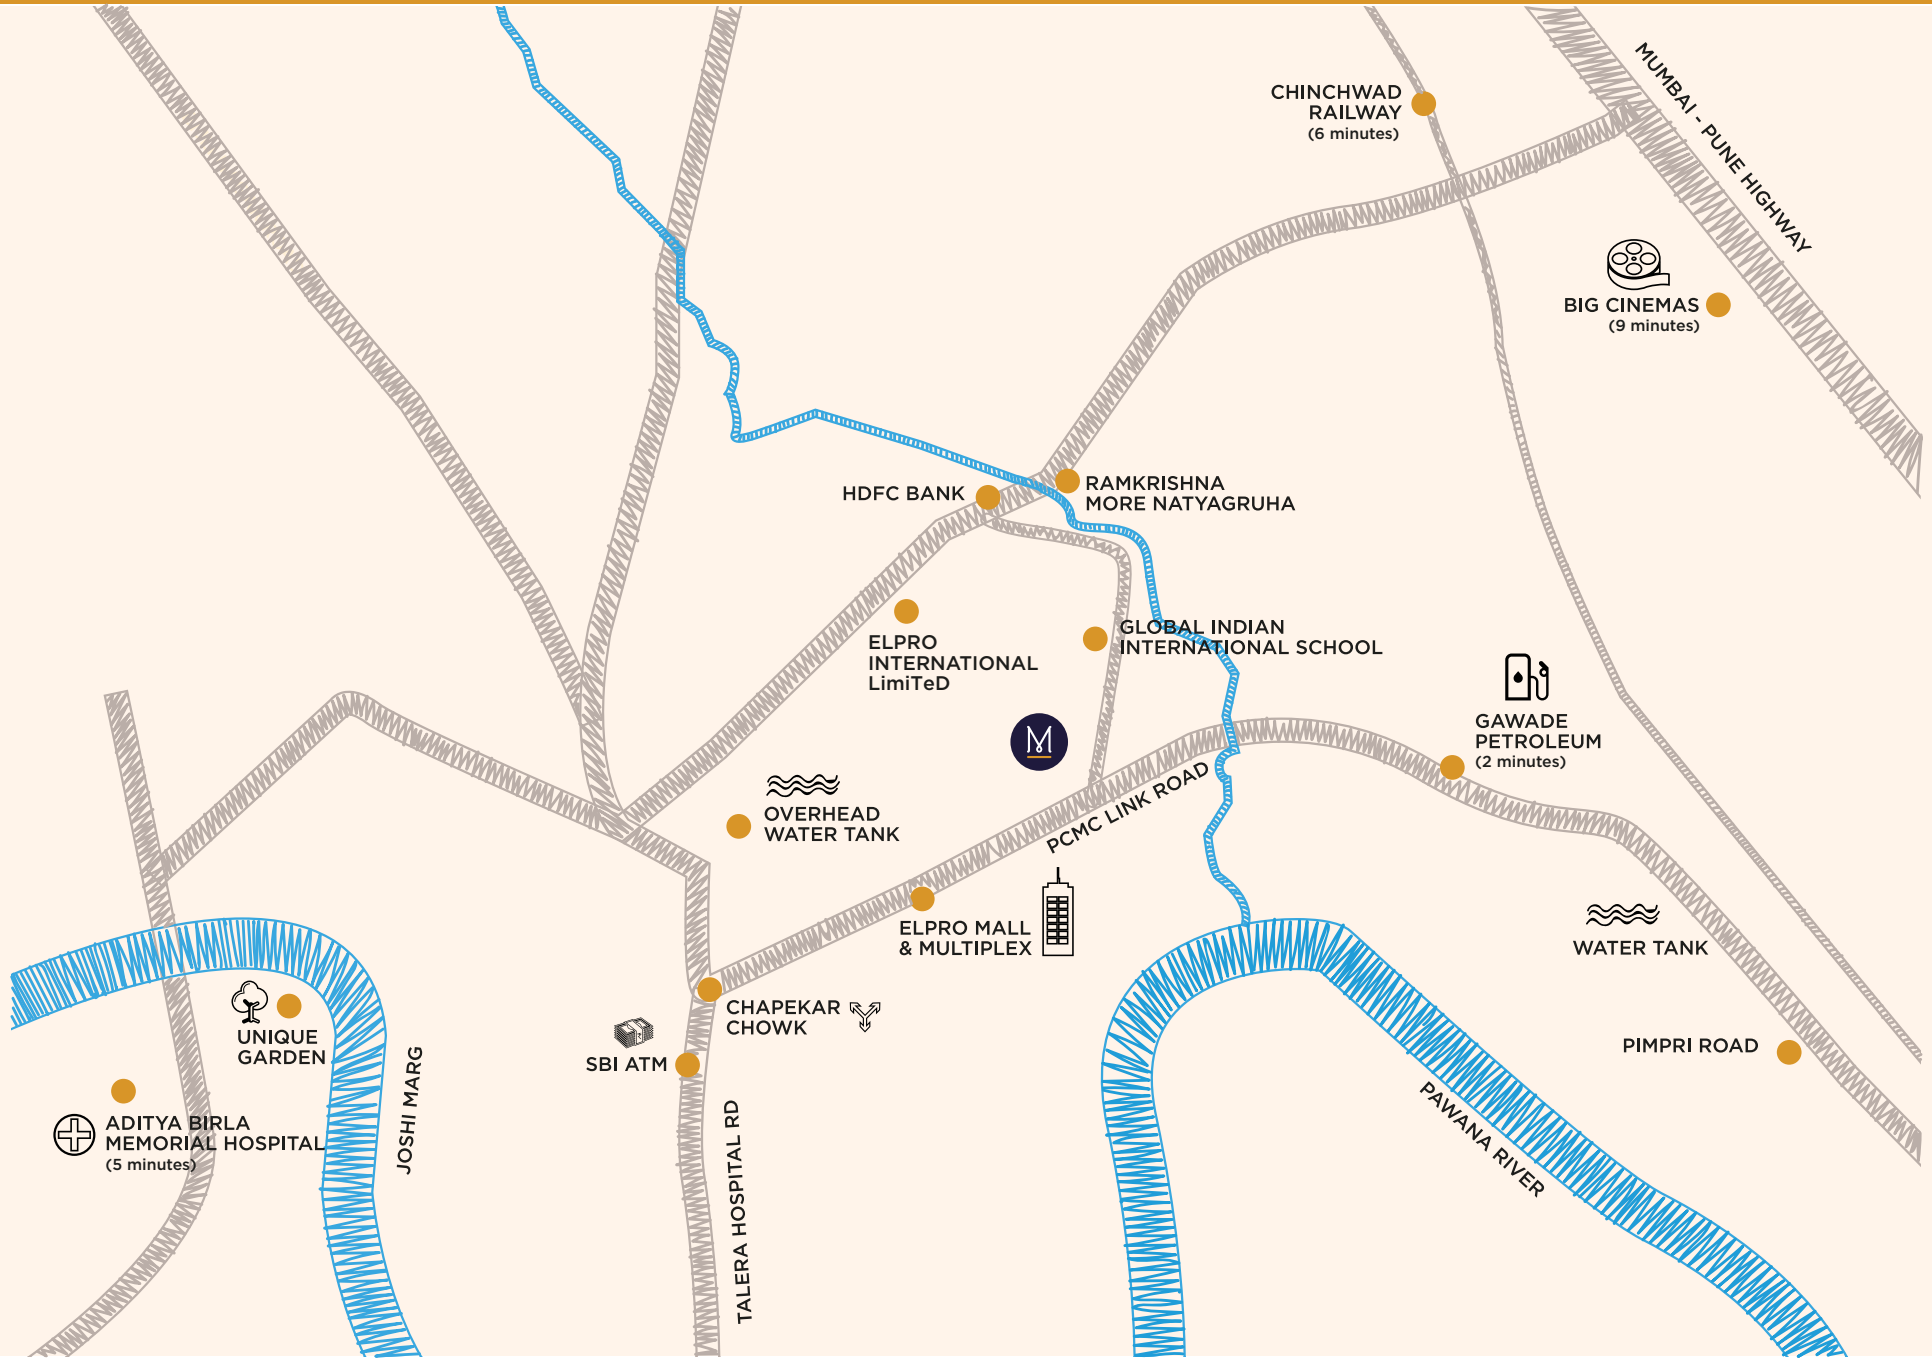 CHINCHWAD
RAILWAY
(6 minutes)
MUMBAI - PUNE HIGHWAY
BIG CINEMAS
(9 minutes)
HDFC BANK
RAMKRISHNA
MORE NATYAGRUHA
ELPRO
INTERNATIONAL
LimiTeD
GLOBAL INDIAN
INTERNATIONAL SCHOOL
M
GAWADE
PETROLEUM
(2 minutes)
OVERHEAD
WATER TANK
PCMC LINK ROAD
ELPRO MALL
& MULTIPLEX
WATER TANK
CHAPEKAR
CHOWK
UNIQUE
GARDEN
SBI ATM
PIMPRI ROAD
JOSHI MARG
ADITYA BIRLA
MEMORIAL HOSPITAL
(5 minutes)
TALERA HOSPITAL RD
PAWANA RIVER